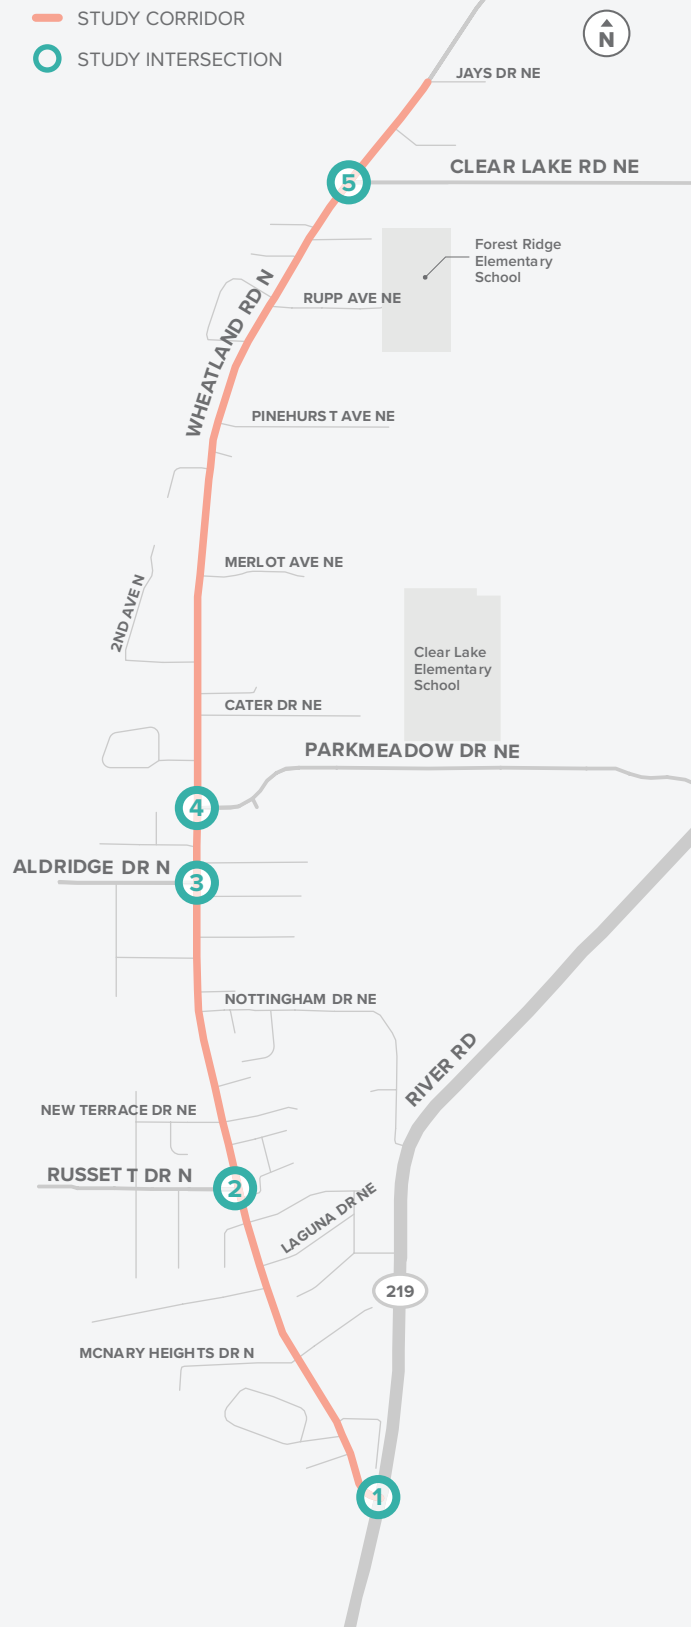 STUDY CORRIDOR
STUDY INTERSECTION
N
JAYS DR NE
CLEAR LAKE RD NE
5
Forest Ridge
Elementary
School
WHEATLAND RD N
RUPP AVE NE
PINEHURST AVE NE
MERLOT AVE NE
2ND AVE N
Clear Lake
Elementary
School
CATER DR NE
PARKMEADOW DR NE
4
ALDRIDGE DR N
3
NOTTINGHAM DR NE
RIVER RD
NEW TERRACE DR NE
RUSSETT DR N
2
LAGUNA DR NE
219
MCNARY HEIGHTS DR N
1